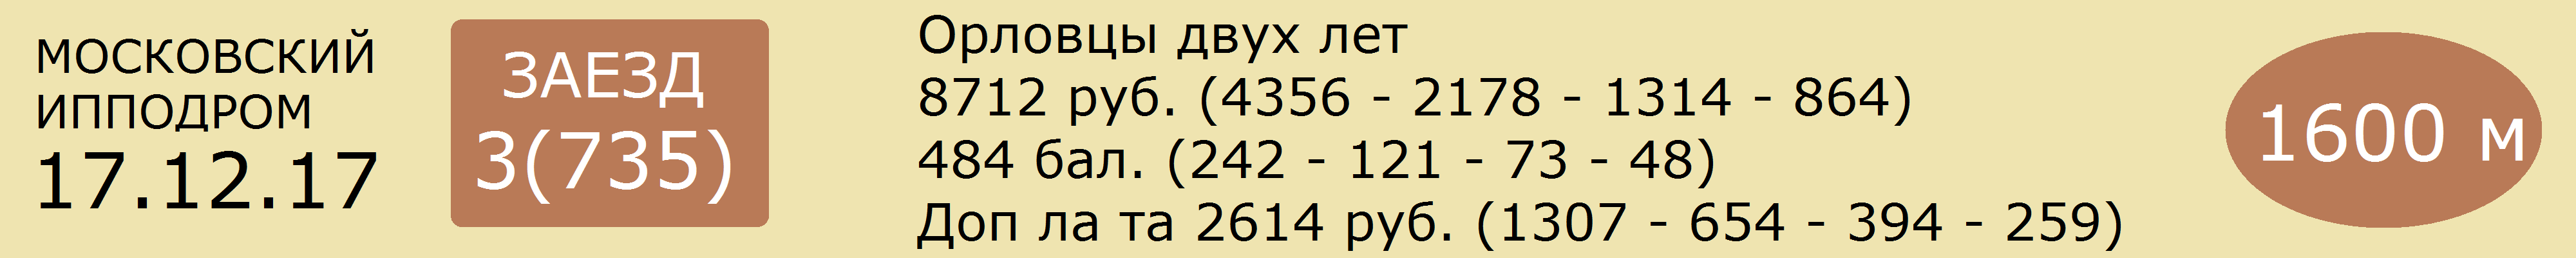 МОСКОВСКИЙ
ИППОДРОМ
17.12.17
ЗАЕЗД
3(735)
Орловцы двух лет
8712 руб. (4356 - 2178 - 1314 - 864)
484 бал. (242 - 121 - 73 - 48)
Доп ла та 2614 руб. (1307 - 654 - 394 - 259)
1600 м